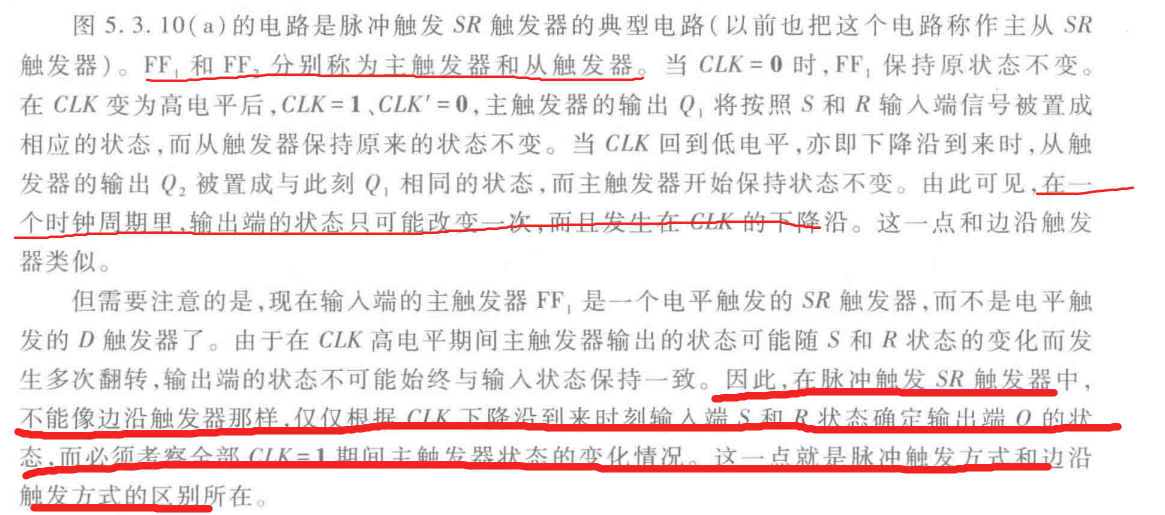 图 5.3.10(a)的电路是脉冲触发 SR 触发器的典型电路(以前也把这个电路称作主从 SR
触发器)。FF₁ 和 FF₂ 分别称为主触发器和从触发器。当 CLK=0 时,FF₁ 保持原状态不变。
在 CLK 变为高电平后,CLK=1、CLK′=0,主触发器的输出 Q₁ 将按照 S 和 R 输入端信号被置成
相应的状态,而从触发器保持原来的状态不变。当 CLK 回到低电平,亦即下降沿到来时,从触
发器的输出 Q₂ 被置成与此刻 Q₁ 相同的状态,而主触发器开始保持状态不变。由此可见,在一
个时钟周期里,输出端的状态只可能改变一次,而且发生在 CLK 的下降沿。这一点和边沿触发
器类似。
但需要注意的是,现在输入端的主触发器 FF₁ 是一个电平触发的 SR 触发器,而不是电平触
发的 D 触发器了。由于在 CLK 高电平期间主触发器输出的状态可能随 S 和 R 状态的变化而发
生多次翻转,输出端的状态不可能始终与输入状态保持一致。因此,在脉冲触发 SR 触发器中,
不能像边沿触发器那样,仅仅根据 CLK 下降沿到来时刻输入端 S 和 R 状态确定输出端 Q 的状
态,而必须考察全部 CLK=1 期间主触发器状态的变化情况。这一点就是脉冲触发方式和边沿
触发方式的区别所在。